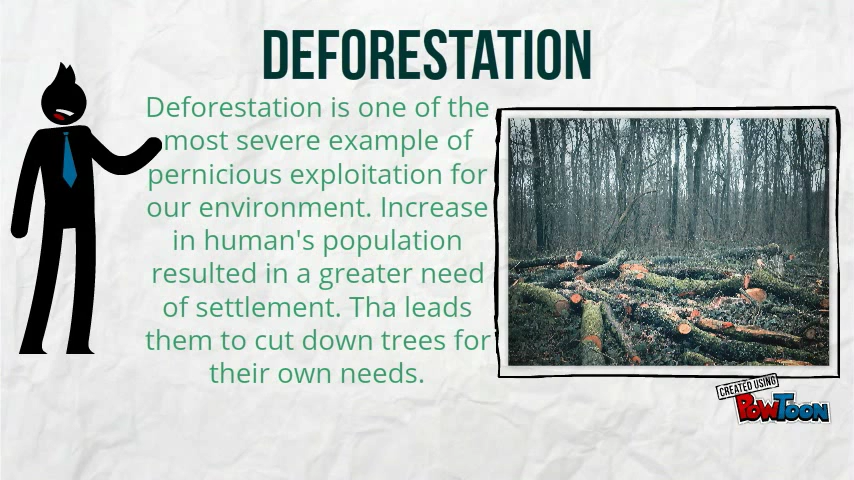 DEFORESTATION
Deforestation is one of the
most severe example of
pernicious exploitation for
our environment. Increase
in human's population
resulted in a greater need
of settlement. Tha leads
them to cut down trees for
their own needs.
CREATED USING
POWTOON